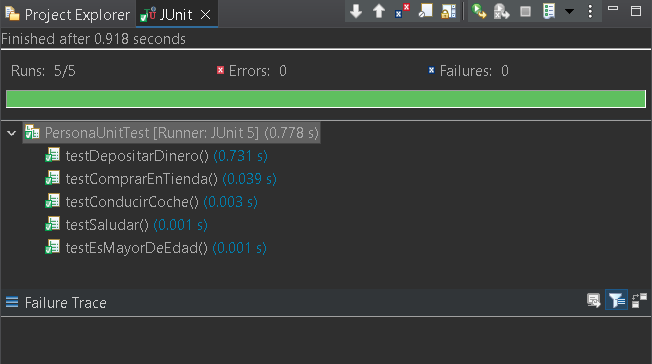 Project Explorer JUnit
Finished after 0.918 seconds
Runs: 5/5 Errors: 0 Failures: 0
PersonaUnitTest [Runner: JUnit 5] (0.778 s)
testDepositarDinero() (0.731 s)
testComprarEnTienda() (0.039 s)
testConducirCoche() (0.003 s)
testSaludar() (0.001 s)
testEsMayorDeEdad() (0.001 s)
Failure Trace